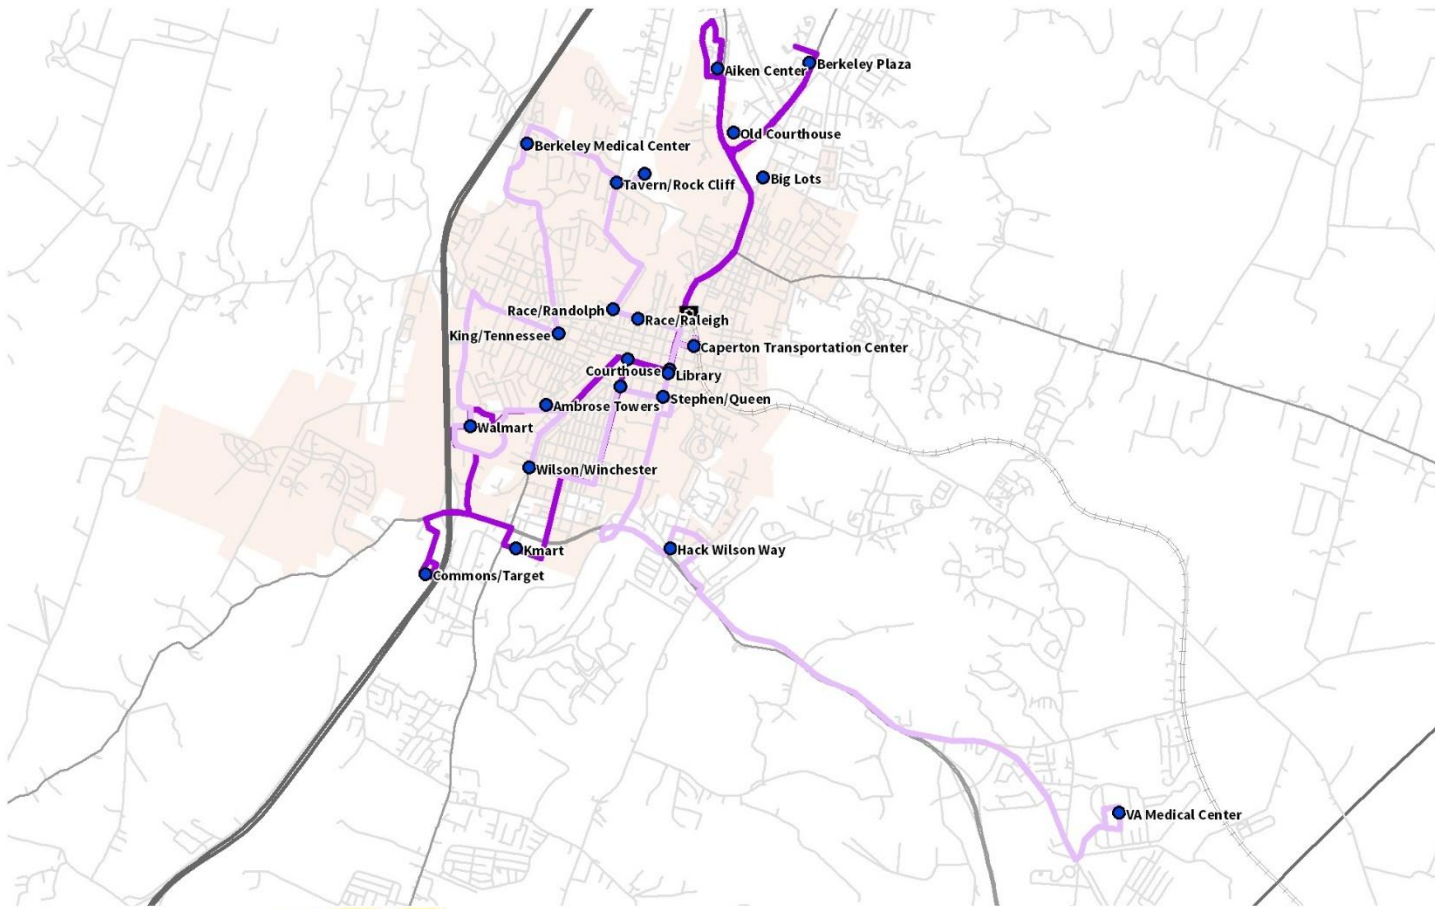 Aiken Center
Berkeley Plaza
Old Courthouse
Berkeley Medical Center
Tavern/Rock Cliff
Big Lots
Race/Randolph
Race/Raleigh
King/Tennessee
Caperton Transportation Center
Courthouse
Library
Ambrose Towers
Stephen/Queen
Walmart
Wilson/Winchester
Kmart
Hack Wilson Way
Commons/Target
VA Medical Center